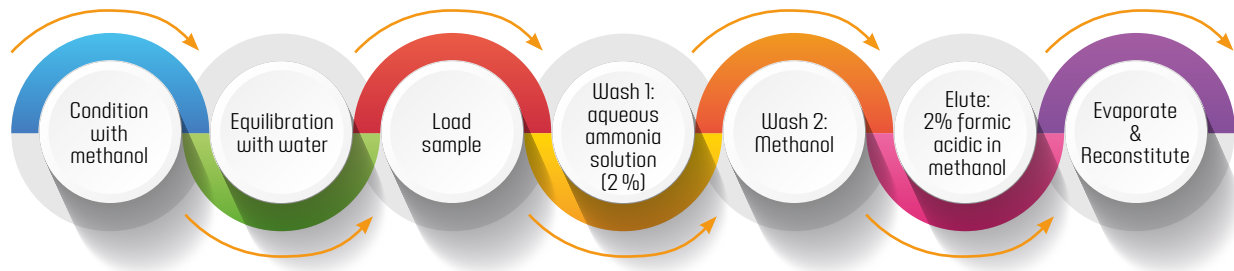 Condition
with
methanol
Equilibration
with water
Load
sample
Wash 1:
aqueous
ammonia
solution
(2 %)
Wash 2:
Methanol
Elute:
2% formic
acidic in
methanol
Evaporate
&
Reconstitute